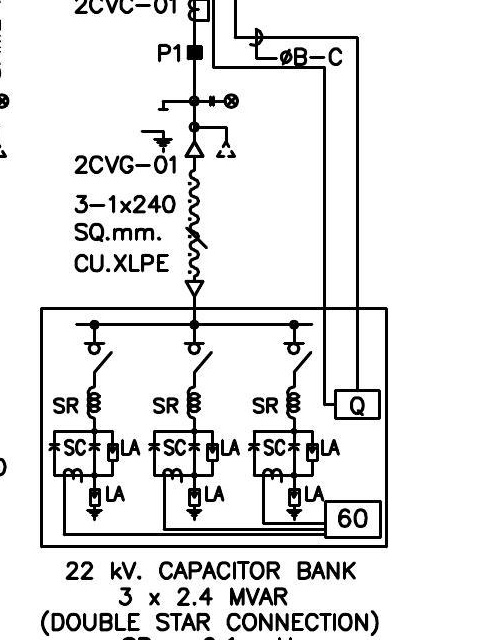 2CVC-01
øB-C
P1
2CVG-01
3-1x240
SQ.mm.
CU.XLPE
SR SR SR Q
SC LA SC LA SC LA
LA LA LA
60
22 kV. CAPACITOR BANK
3 x 2.4 MVAR
(DOUBLE STAR CONNECTION)